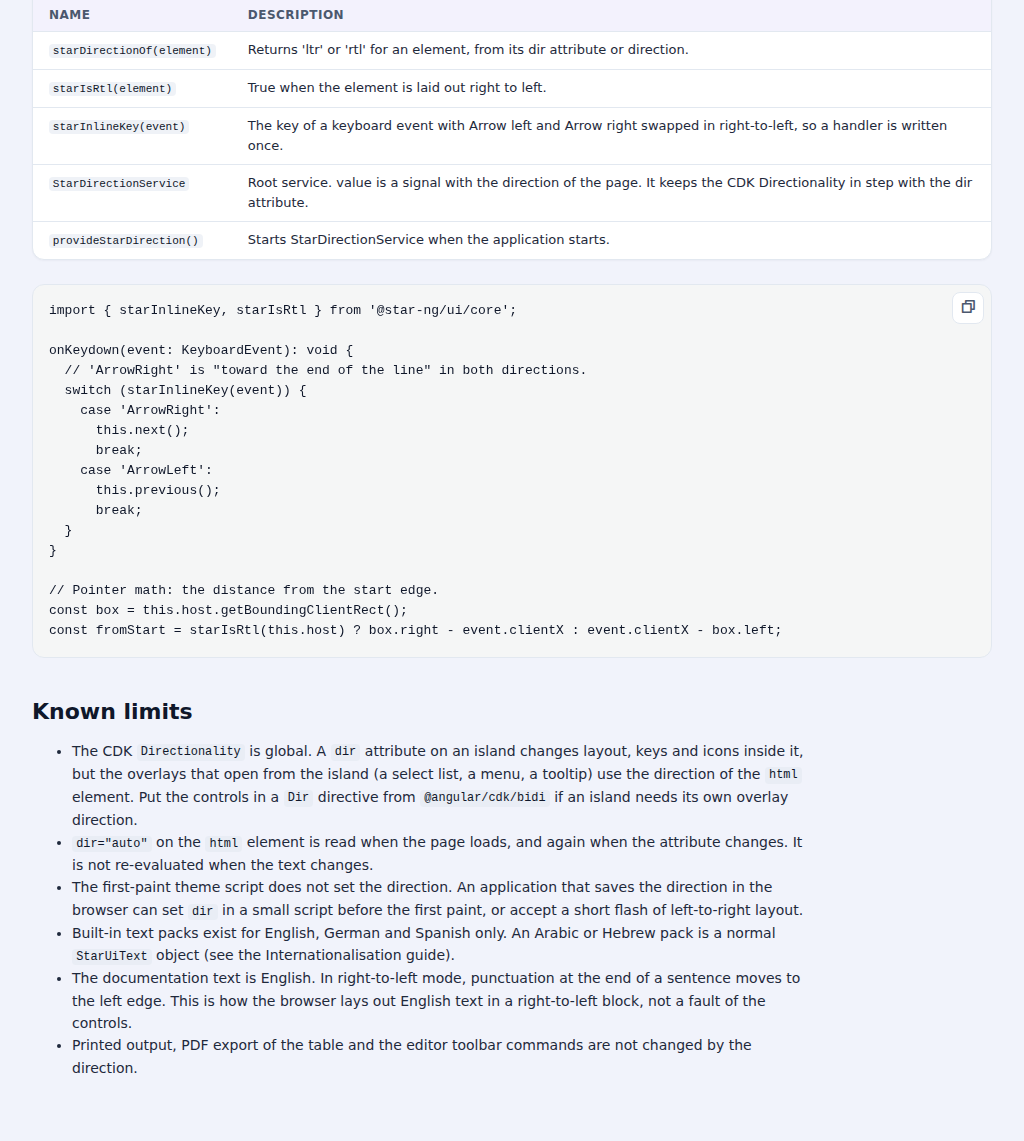 NAME DESCRIPTION
starDirectionOf(element) Returns 'ltr' or 'rtl' for an element, from its dir attribute or direction.
starIsRtl(element) True when the element is laid out right to left.
starInlineKey(event) The key of a keyboard event with Arrow left and Arrow right swapped in right-to-left, so a handler is written
once.
StarDirectionService Root service. value is a signal with the direction of the page. It keeps the CDK Directionality in step with the dir
attribute.
provideStarDirection() Starts StarDirectionService when the application starts.
import { starInlineKey, starIsRtl } from '@star-ng/ui/core';

onKeydown(event: KeyboardEvent): void {
  // 'ArrowRight' is "toward the end of the line" in both directions.
  switch (starInlineKey(event)) {
    case 'ArrowRight':
      this.next();
      break;
    case 'ArrowLeft':
      this.previous();
      break;
  }
}

// Pointer math: the distance from the start edge.
const box = this.host.getBoundingClientRect();
const fromStart = starIsRtl(this.host) ? box.right - event.clientX : event.clientX - box.left;
Known limits
• The CDK Directionality is global. A dir attribute on an island changes layout, keys and icons inside it,
but the overlays that open from the island (a select list, a menu, a tooltip) use the direction of the html
element. Put the controls in a Dir directive from @angular/cdk/bidi if an island needs its own overlay
direction.
• dir="auto" on the html element is read when the page loads, and again when the attribute changes. It
is not re-evaluated when the text changes.
• The first-paint theme script does not set the direction. An application that saves the direction in the
browser can set dir in a small script before the first paint, or accept a short flash of left-to-right layout.
• Built-in text packs exist for English, German and Spanish only. An Arabic or Hebrew pack is a normal
StarUiText object (see the Internationalisation guide).
• The documentation text is English. In right-to-left mode, punctuation at the end of a sentence moves to
the left edge. This is how the browser lays out English text in a right-to-left block, not a fault of the
controls.
• Printed output, PDF export of the table and the editor toolbar commands are not changed by the
direction.